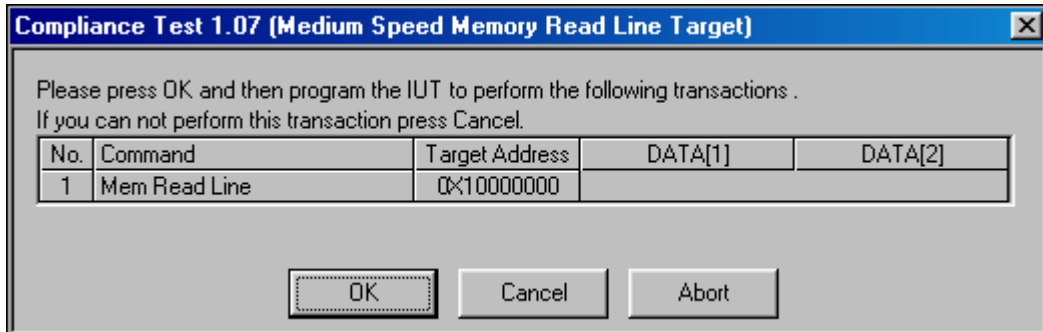 Compliance Test 1.07 (Medium Speed Memory Read Line Target)
Please press OK and then program the IUT to perform the following transactions .
If you can not perform this transaction press Cancel.
No. Command Target Address DATA[1] DATA[2]
1 Mem Read Line 0X10000000
OK Cancel Abort